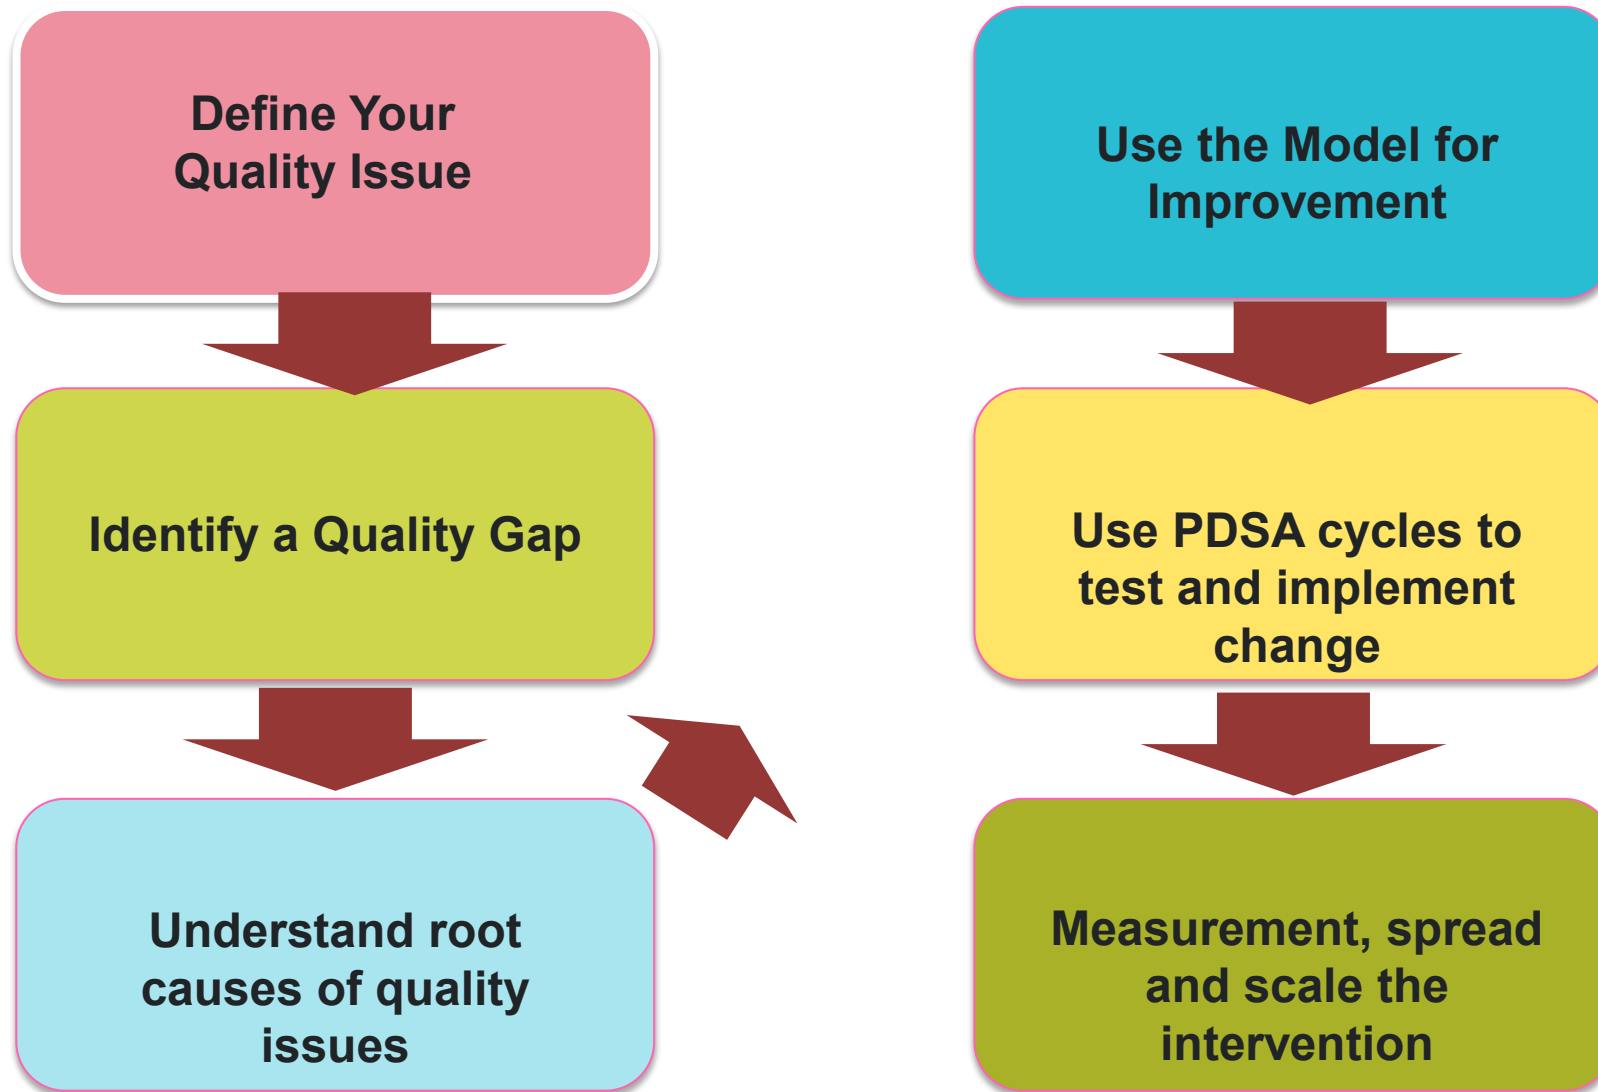 Define Your
Quality Issue
Identify a Quality Gap
Understand root
causes of quality
issues
Use the Model for
Improvement
Use PDSA cycles to
test and implement
change
Measurement, spread
and scale the
intervention